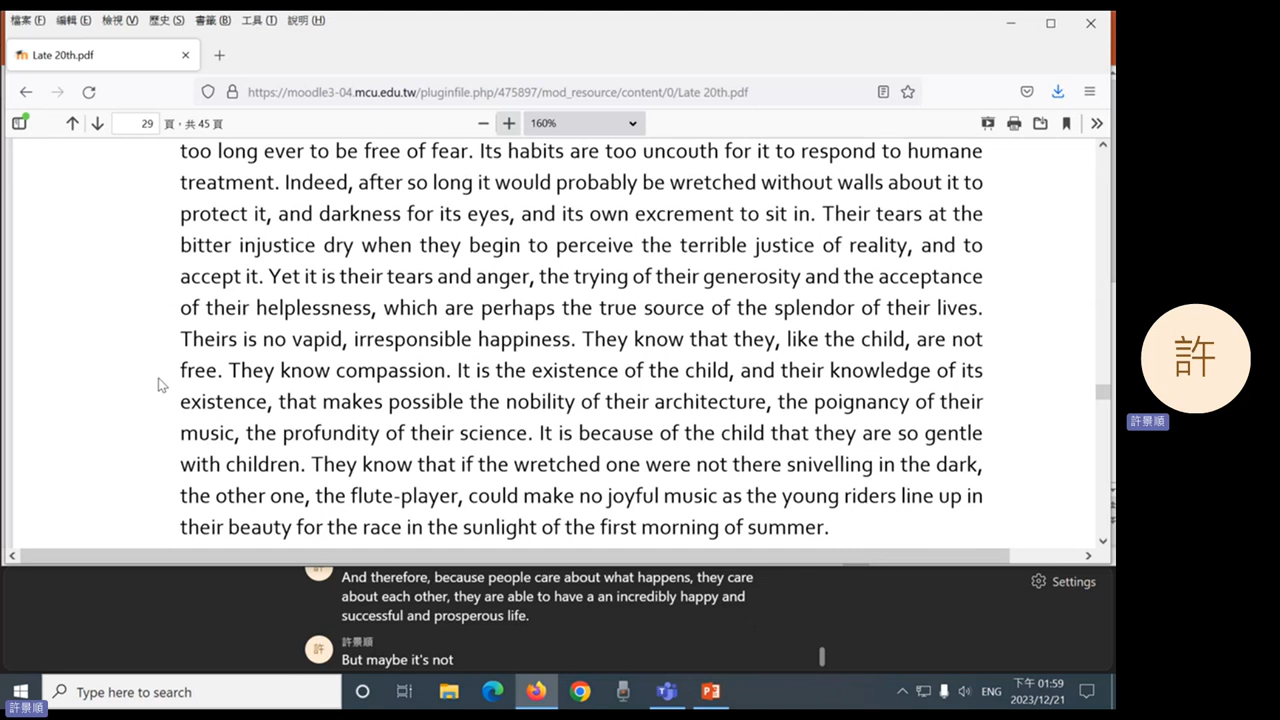 檔案 (F) 編輯 (E) 檢視 (V) 歷史 (S) 書籤 (B) 工具 (T) 說明 (H)
Late 20th.pdf
https://moodle3-04.mcu.edu.tw/pluginfile.php/475897/mod_resource/content/0/Late 20th.pdf
29 頁，共 45 頁
160%
too long ever to be free of fear. Its habits are too uncouth for it to respond to humane
treatment. Indeed, after so long it would probably be wretched without walls about it to
protect it, and darkness for its eyes, and its own excrement to sit in. Their tears at the
bitter injustice dry when they begin to perceive the terrible justice of reality, and to
accept it. Yet it is their tears and anger, the trying of their generosity and the acceptance
of their helplessness, which are perhaps the true source of the splendor of their lives.
Theirs is no vapid, irresponsible happiness. They know that they, like the child, are not
free. They know compassion. It is the existence of the child, and their knowledge of its
existence, that makes possible the nobility of their architecture, the poignancy of their
music, the profundity of their science. It is because of the child that they are so gentle
with children. They know that if the wretched one were not there snivelling in the dark,
the other one, the flute-player, could make no joyful music as the young riders line up in
their beauty for the race in the sunlight of the first morning of summer.
許
許景順
許
And therefore, because people care about what happens, they care
about each other, they are able to have a an incredibly happy and
successful and prosperous life.
Settings
許
許景順
But maybe it's not
Type here to search
ENG
下午 01:59
2023/12/21
許景順